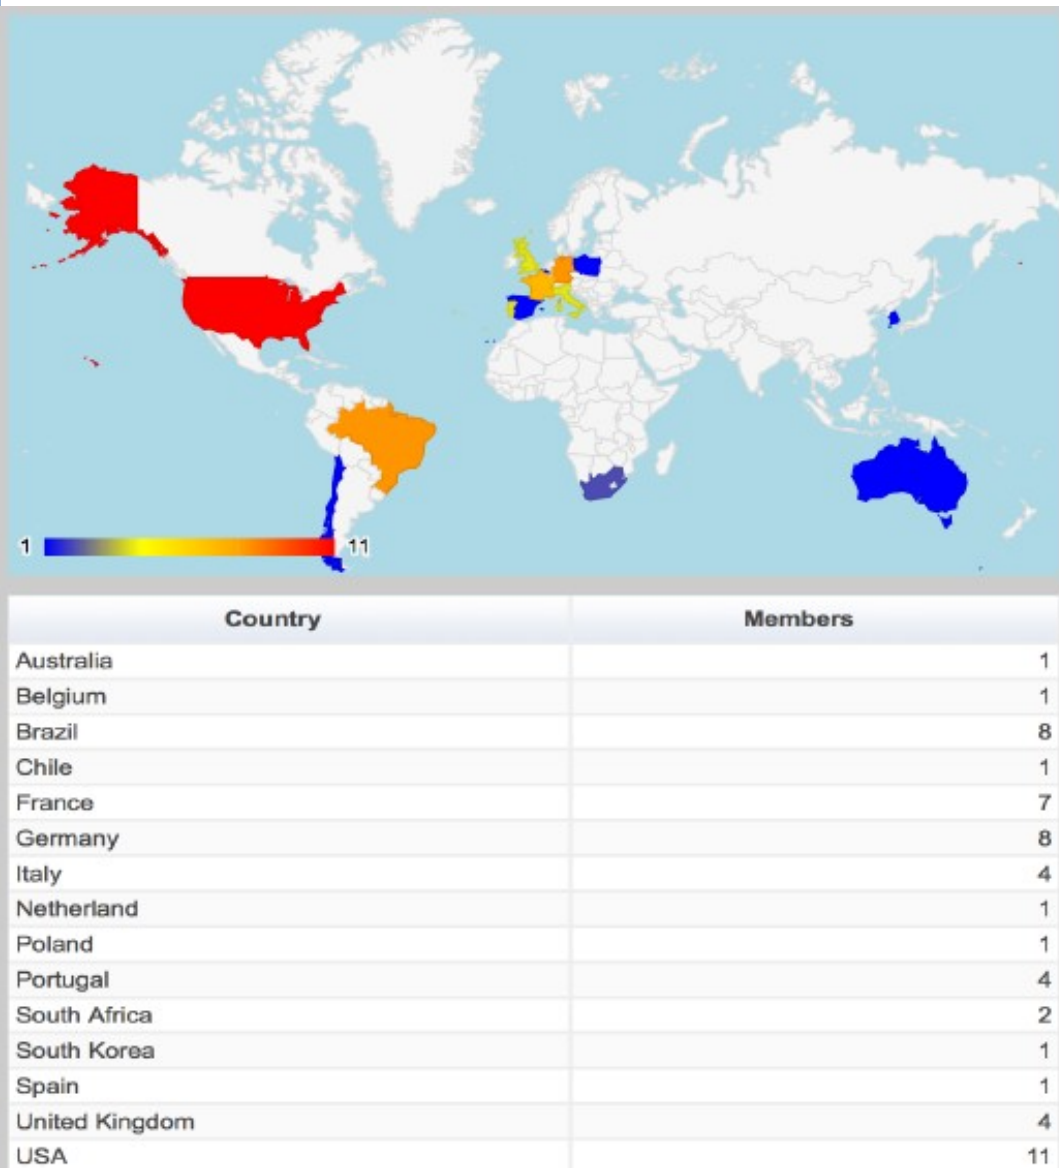 1 11
Country Members
Australia 1
Belgium 1
Brazil 8
Chile 1
France 7
Germany 8
Italy 4
Netherland 1
Poland 1
Portugal 4
South Africa 2
South Korea 1
Spain 1
United Kingdom 4
USA 11